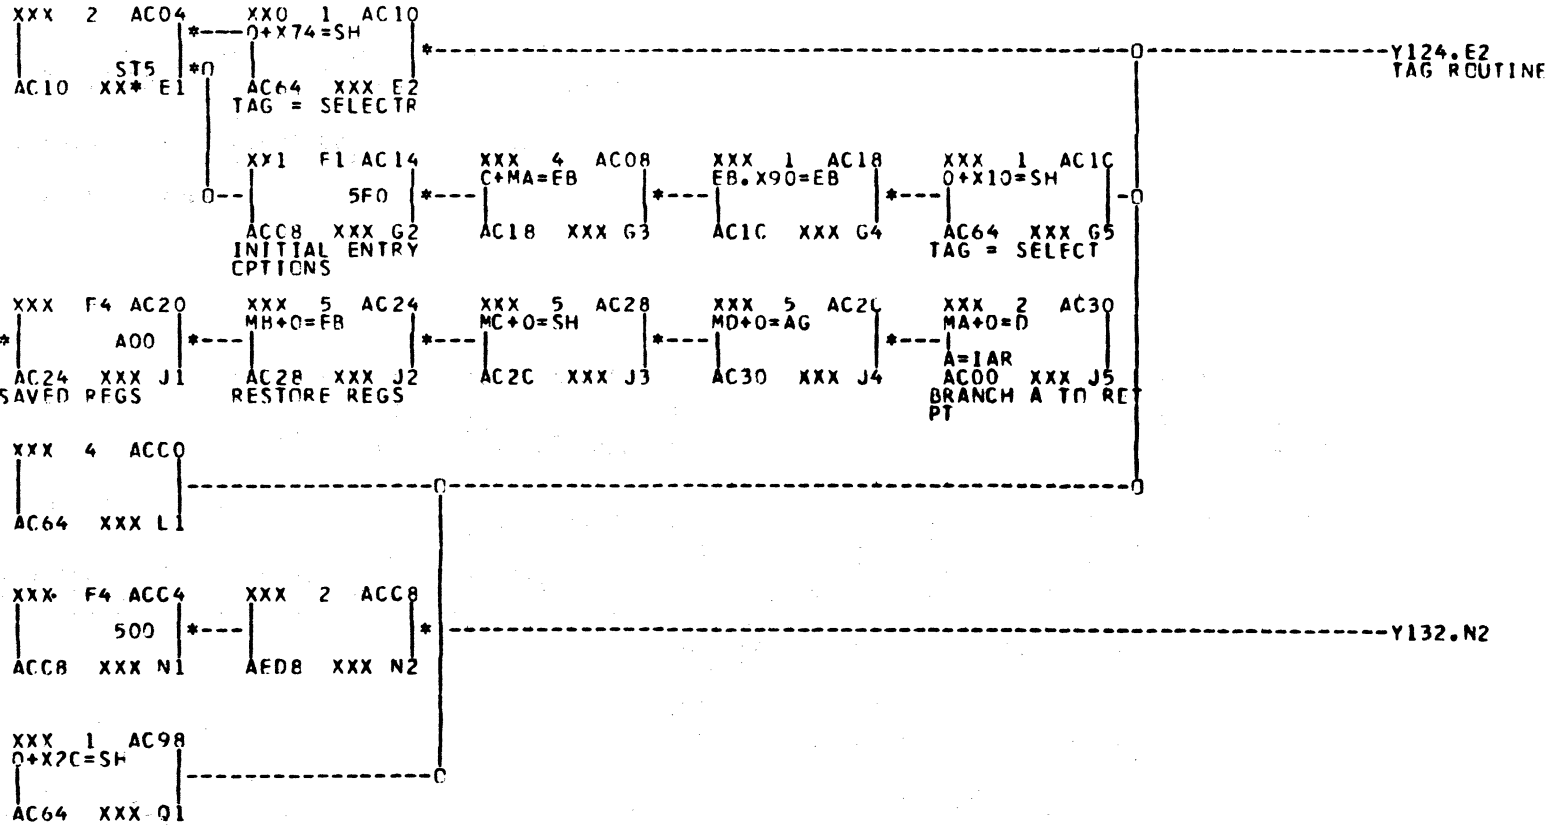 XXX 2 AC04 XX0 1 AC10
*---0+X74=SH
*---Y124.E2
ST5 *0 TAG ROUTINE
AC10 XX* E1 AC64 XXX E2
TAG = SELECTR
XX1 F1 AC14 XXX 4 AC08 XXX 1 AC18 XXX 1 AC1C
C+MA=EB EB.X90=EB 0+X10=SH
5F0 *--- *--- *---
ACC8 XXX G2 AC18 XXX G3 AC1C XXX G4 AC64 XXX G5
INITIAL ENTRY TAG = SELECT
OPTIONS
XXX F4 AC20 XXX 5 AC24 XXX 5 AC28 XXX 5 AC2C XXX 2 AC30
MB+0=EB MC+0=SH MD+0=AG MA+0=D
* A00 *--- *--- *--- *---
A=IAR
AC24 XXX J1 AC28 XXX J2 AC2C XXX J3 AC30 XXX J4 AC00 XXX J5
SAVED REGS RESTORE REGS BRANCH A TO RET
PT
XXX 4 ACC0
AC64 XXX L1
XXX F4 ACC4 XXX 2 ACC8
500 *--- *---Y132.N2
ACC8 XXX N1 AED8 XXX N2
XXX 1 AC98
0+X2C=SH
AC64 XXX Q1